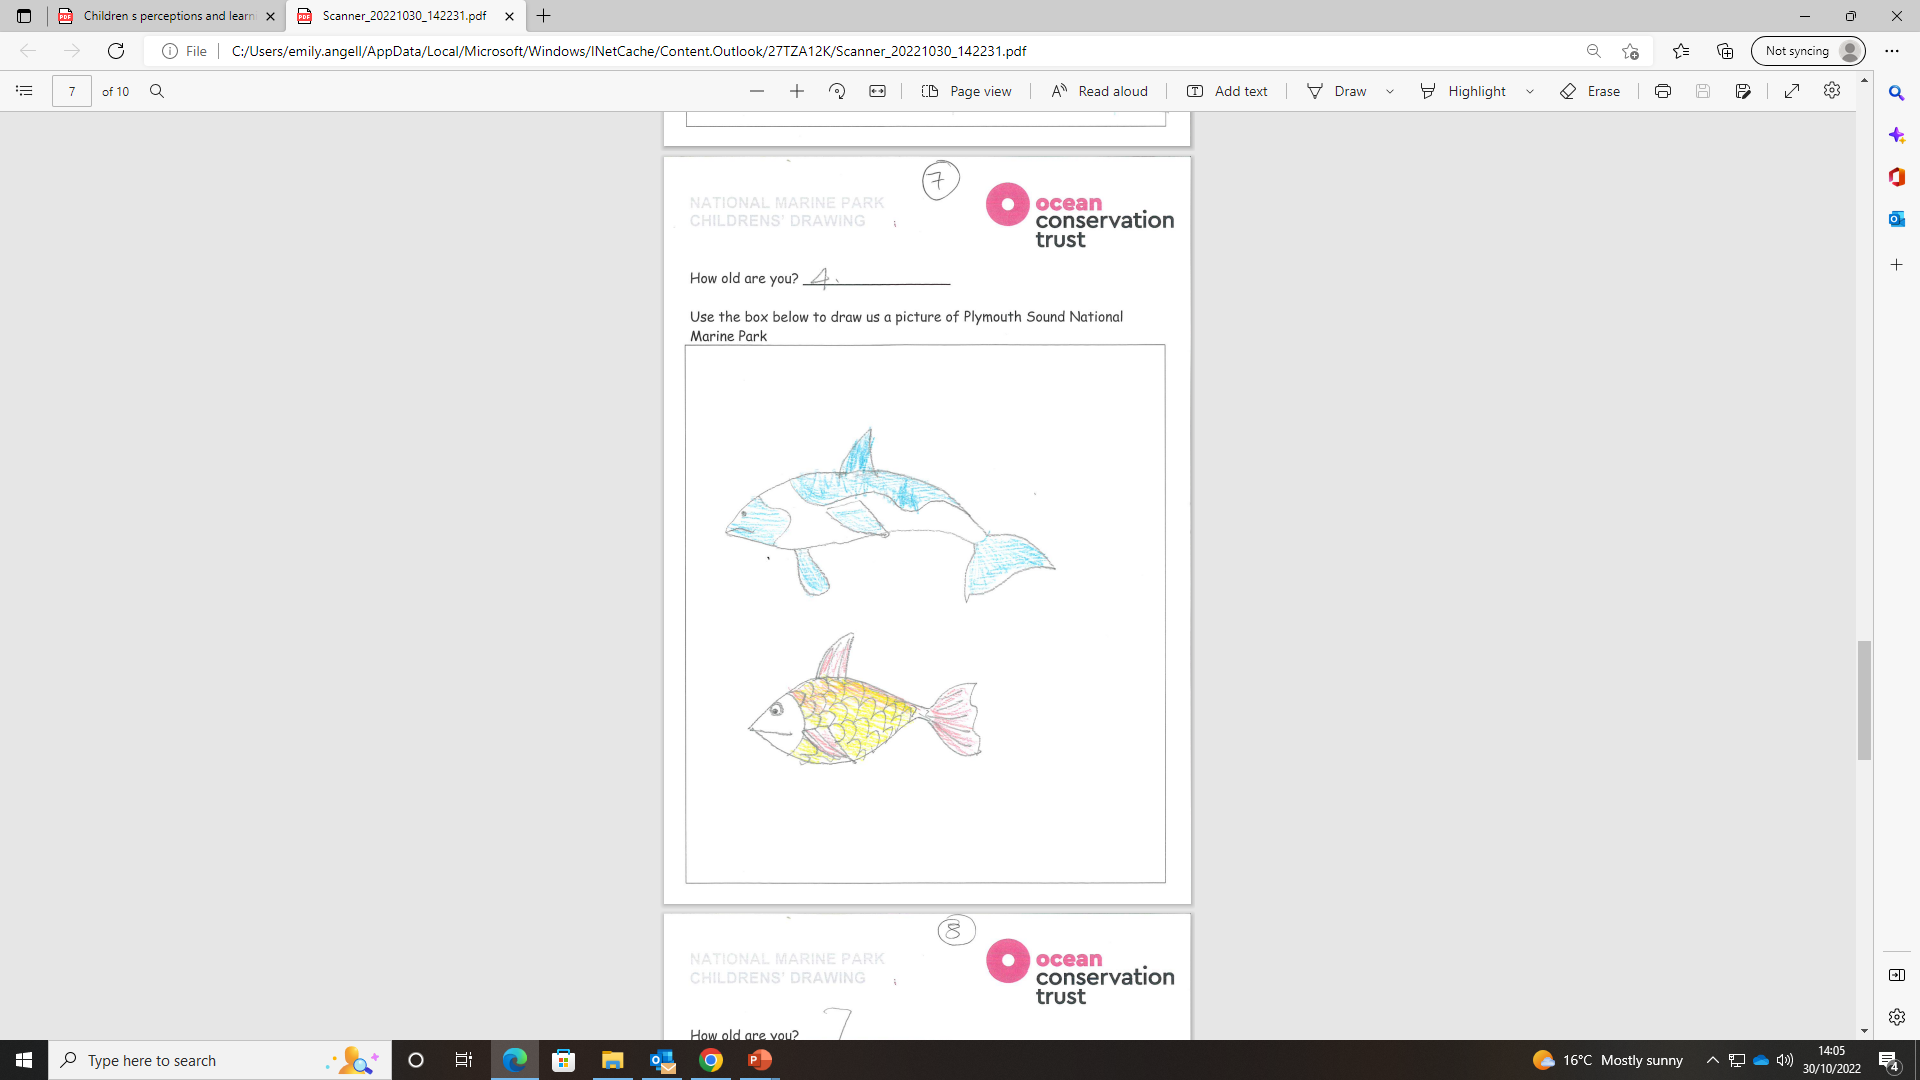 Children s perceptions and learni
Scanner_20221030_142231.pdf
File
C:/Users/emily.angell/AppData/Local/Microsoft/Windows/INetCache/Content.Outlook/27TZA12K/Scanner_20221030_142231.pdf
Not syncing
7
of 10
Page view
Read aloud
Add text
Draw
Highlight
Erase
7
NATIONAL MARINE PARK
CHILDRENS' DRAWING
ocean
conservation
trust
How old are you? 4.
Use the box below to draw us a picture of Plymouth Sound National
Marine Park
8
NATIONAL MARINE PARK
CHILDRENS' DRAWING
ocean
conservation
trust
How old are you? 7
Type here to search
16°C Mostly sunny
14:05
30/10/2022
4